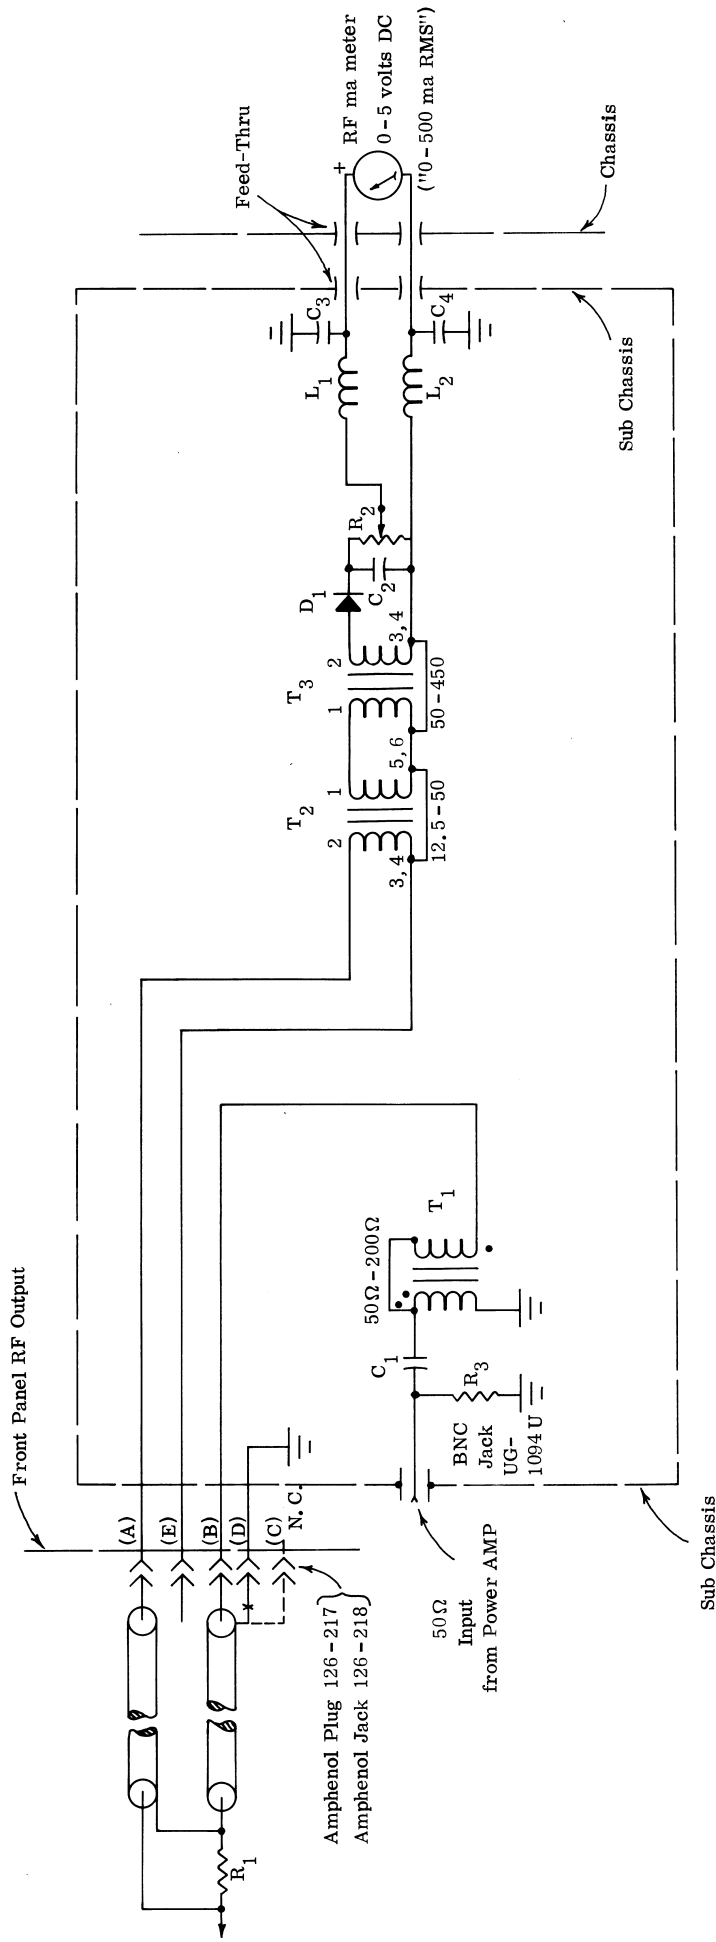 Front Panel RF Output
(A)
(E)
(B)
(D)
(C)
N.C.
R1
Amphenol Plug 126-217
Amphenol Jack 126-218
50Ω
Input
from Power AMP
BNC
Jack
UG-
1094U
Sub Chassis
R3
C1
50Ω-200Ω
T1
T2
2
1
3,4
5,6
12.5-50
T3
1
2
3,4
50-450
D1
C2
R2
L1
L2
C3
C4
Feed-Thru
Sub Chassis
Chassis
+
RF ma meter
0-5 volts DC
("0-500 ma RMS")